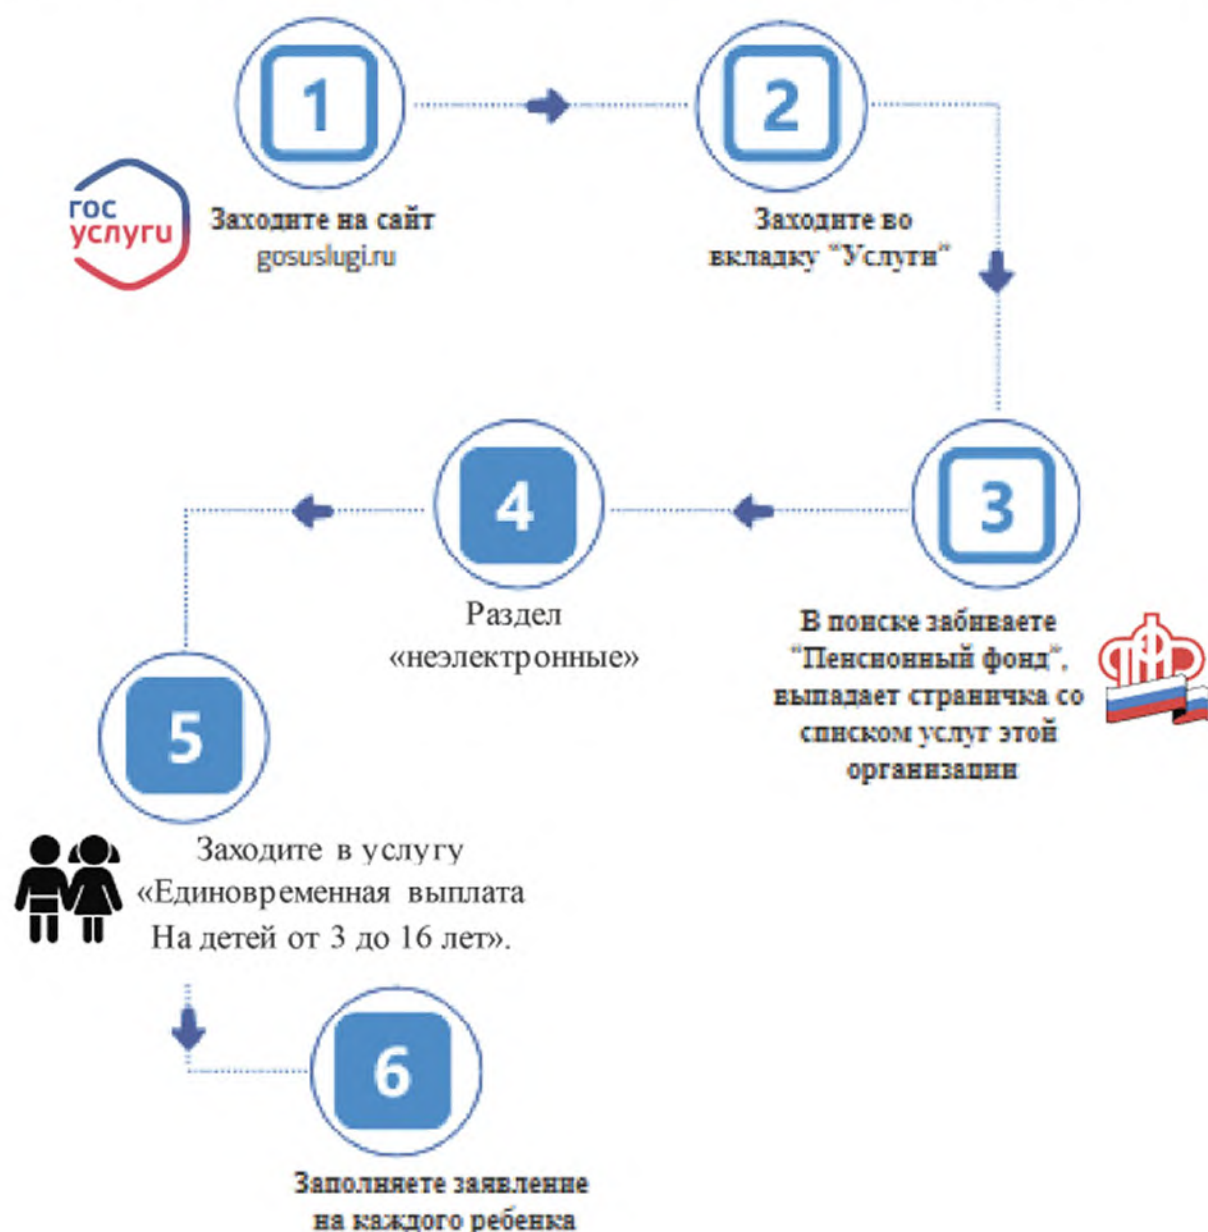 1
2
гос
услуги
Заходите на сайт
gosuslugi.ru
Заходите во
вкладку "Услуги"
3
4
В поиске забиваете
"Пенсионный фонд",
выпадает страничка со
списком услуг этой
организации
Раздел
«неэлектронные»
5
Заходите в услугу
«Единовременная выплата
На детей от 3 до 16 лет».
6
Заполняете заявление
на каждого ребенка